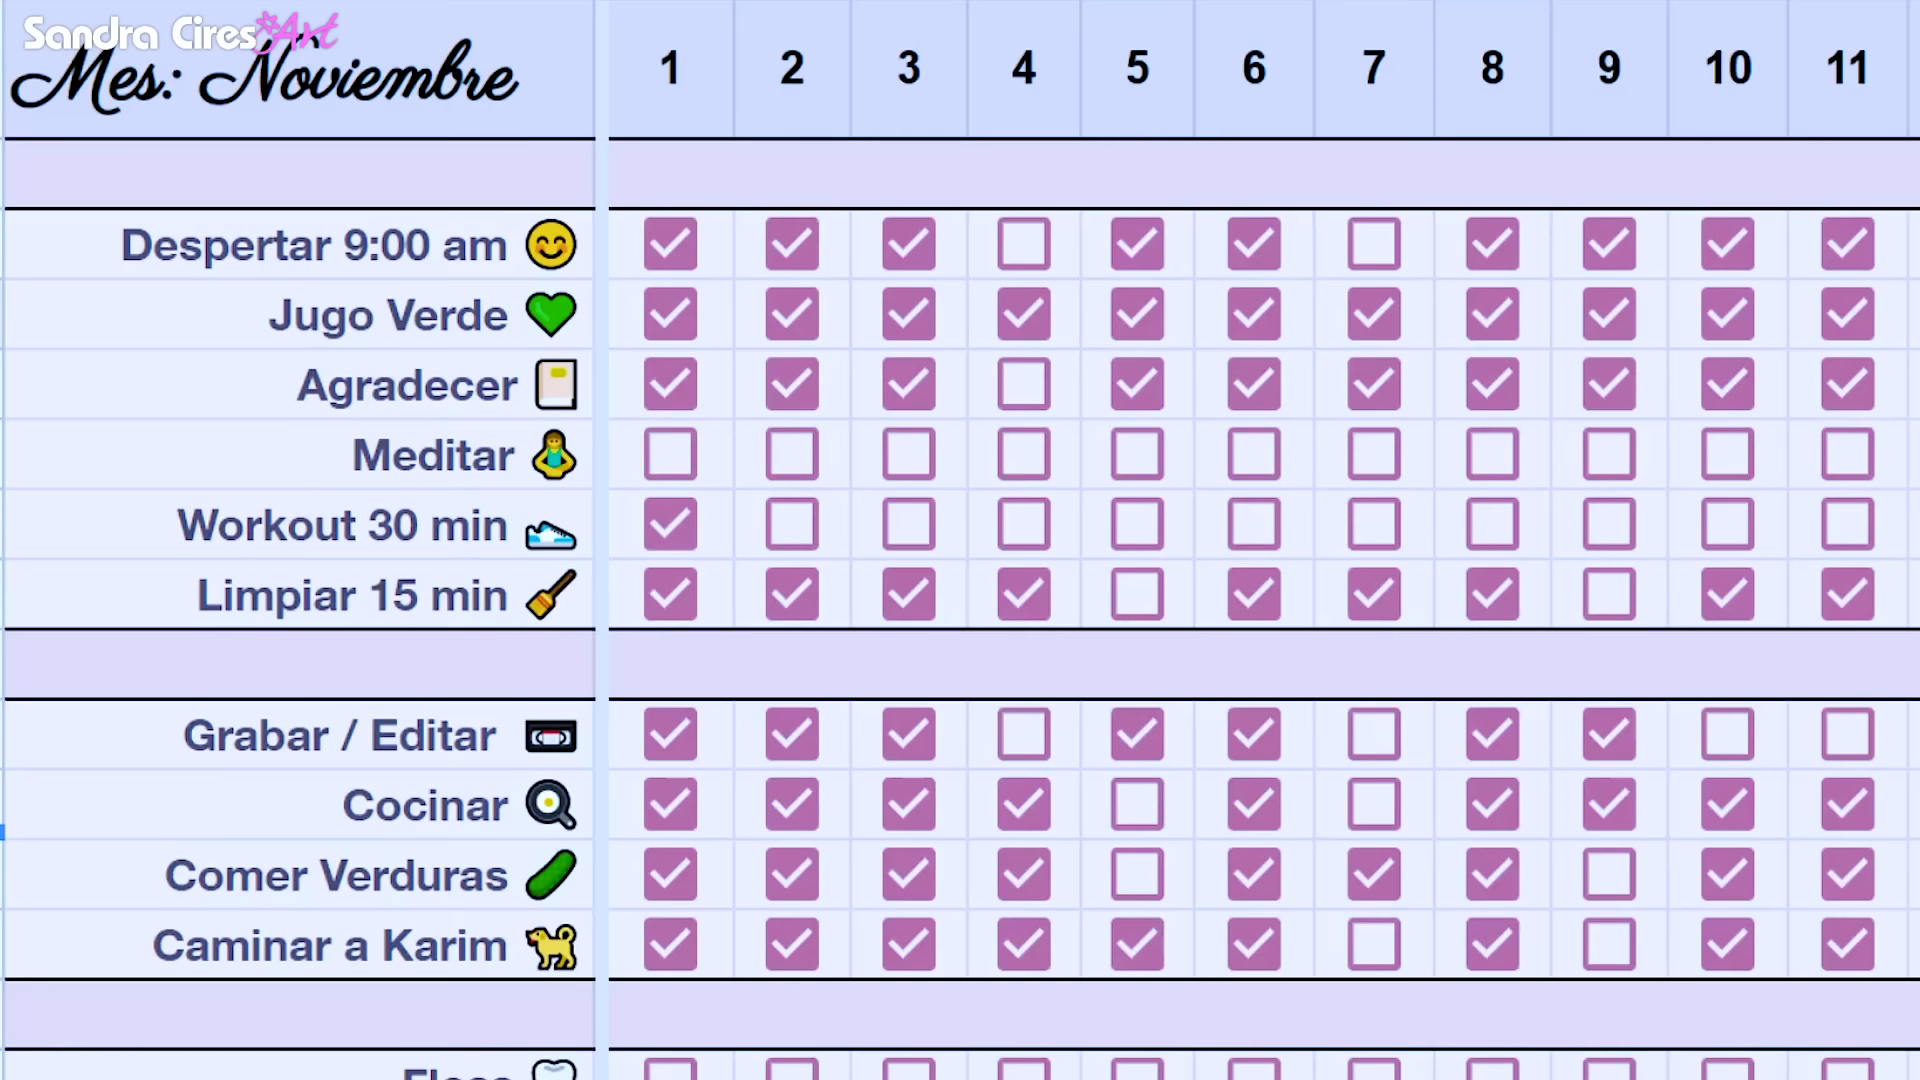 Sandra Cires Art
Mes: Noviembre
1 2 3 4 5 6 7 8 9 10 11
Despertar 9:00 am
Jugo Verde
Agradecer
Meditar
Workout 30 min
Limpiar 15 min
Grabar / Editar
Cocinar
Comer Verduras
Caminar a Karim